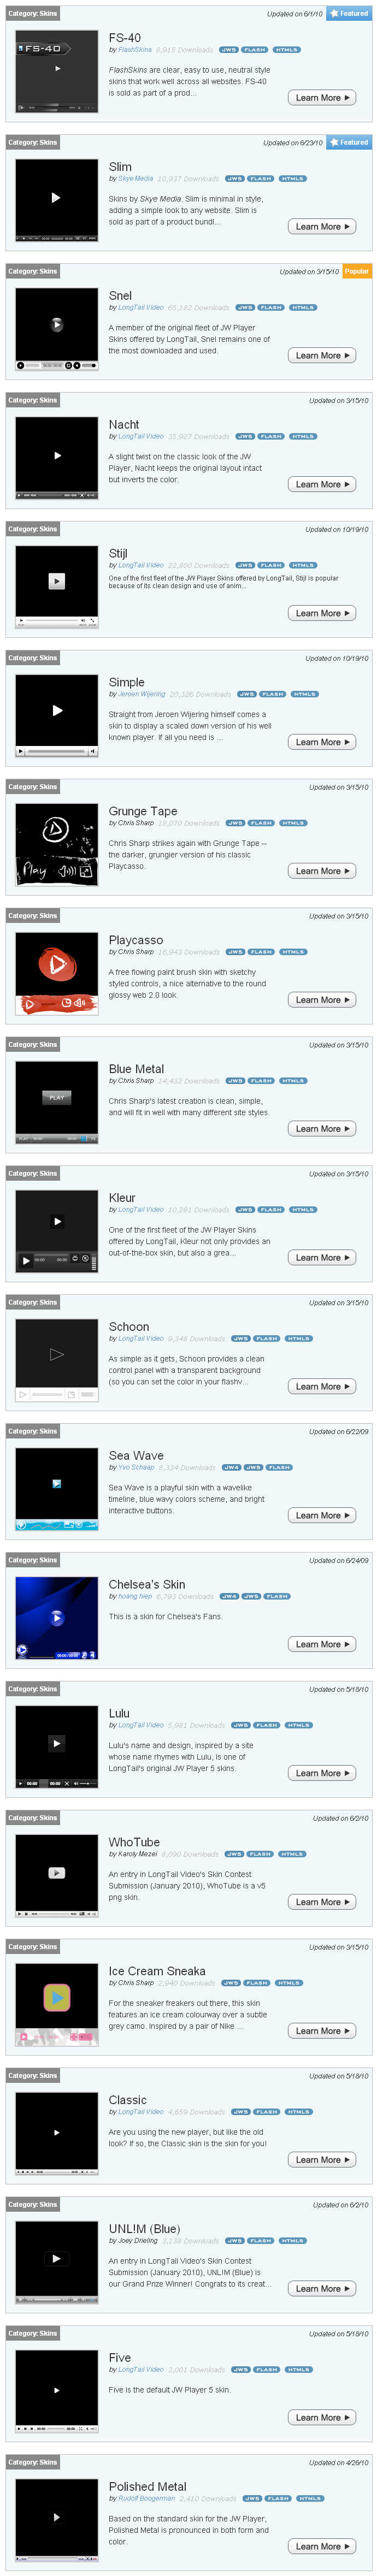 Category: Skins
Updated on 6/1/10
Featured
FS-40
FS-40
by FlashSkins 8,915 Downloads JW5 FLASH HTML5
FlashSkins are clear, easy to use, neutral style
skins that work well across all websites. FS-40
is sold as part of a prod...
Learn More
Category: Skins
Updated on 6/23/10
Featured
Slim
by Skye Media 10,937 Downloads JW5 FLASH HTML5
Skins by Skye Media. Slim is minimal in style,
adding a simple look to any website. Slim is
sold as part of a product bundl...
Learn More
Category: Skins
Updated on 3/15/10
Popular
Snel
by LongTail Video 65,182 Downloads JW5 FLASH HTML5
A member of the original fleet of JW Player
Skins offered by LongTail, Snel remains one of
the most downloaded and used.
Learn More
Category: Skins
Updated on 3/15/10
Nacht
by LongTail Video 35,927 Downloads JW5 FLASH HTML5
A slight twist on the classic look of the JW
Player, Nacht keeps the original layout intact
but inverts the color.
Learn More
Category: Skins
Updated on 10/19/10
Stijl
by LongTail Video 22,800 Downloads JW5 FLASH HTML5
One of the first fleet of the JW Player Skins offered by LongTail, Stijl is popular
because of its clean design and use of anim...
Learn More
Category: Skins
Updated on 10/19/10
Simple
by Jeroen Wijering 20,326 Downloads JW5 FLASH HTML5
Straight from Jeroen Wijering himself comes a
skin to display a scaled down version of his well
known player. If all you need is ...
Learn More
Category: Skins
Updated on 3/15/10
Grunge Tape
by Chris Sharp 18,070 Downloads JW5 FLASH HTML5
Chris Sharp strikes again with Grunge Tape --
the darker, grungier version of his classic
Playcasso.
Play
Learn More
Category: Skins
Updated on 3/15/10
Playcasso
by Chris Sharp 16,943 Downloads JW5 FLASH HTML5
A free flowing paint brush skin with sketchy
styled controls, a nice alternative to the round
glossy web 2.0 look.
Learn More
Category: Skins
Updated on 3/15/10
Blue Metal
by Chris Sharp 14,432 Downloads JW5 FLASH HTML5
PLAY
Chris Sharp's latest creation is clean, simple,
and will fit in well with many different site styles.
Learn More
Category: Skins
Updated on 3/15/10
Kleur
by LongTail Video 10,281 Downloads JW5 FLASH HTML5
One of the first fleet of the JW Player Skins
offered by LongTail, Kleur not only provides an
out-of-the-box skin, but also a grea...
Learn More
Category: Skins
Updated on 3/15/10
Schoon
by LongTail Video 9,348 Downloads JW5 FLASH HTML5
As simple as it gets, Schoon provides a clean
control panel with a transparent background
(so you can set the color in your flashv...
Learn More
Category: Skins
Updated on 6/22/09
Sea Wave
by Yvo Schaap 8,334 Downloads JW4 JW5 FLASH
Sea Wave is a playful skin with a wavelike
timeline, blue wavy colors scheme, and bright
interactive buttons.
Learn More
Category: Skins
Updated on 6/24/09
Chelsea's Skin
by hoang hiep 6,793 Downloads JW4 JW5 FLASH
This is a skin for Chelsea's Fans.
Learn More
Category: Skins
Updated on 5/18/10
Lulu
by LongTail Video 5,981 Downloads JW5 FLASH HTML5
Lulu's name and design, inspired by a site
whose name rhymes with Lulu, is one of
LongTail's original JW Player 5 skins.
Learn More
Category: Skins
Updated on 6/2/10
WhoTube
by Karoly Mezei 8,090 Downloads JW5 FLASH HTML5
An entry in LongTail Video's Skin Contest
Submission (January 2010), WhoTube is a v5
png skin.
Learn More
Category: Skins
Updated on 3/15/10
Ice Cream Sneaka
by Chris Sharp 2,940 Downloads JW5 FLASH HTML5
For the sneaker freakers out there, this skin
features an ice cream colourway over a subtle
grey camo. Inspired by a pair of Nike ...
Learn More
Category: Skins
Updated on 5/18/10
Classic
by LongTail Video 4,659 Downloads JW5 FLASH HTML5
Are you using the new player, but like the old
look? If so, the Classic skin is the skin for you!
Learn More
Category: Skins
Updated on 6/2/10
UNL!M (Blue)
by Joey Drieling 3,138 Downloads JW5 FLASH HTML5
An entry in LongTail Video's Skin Contest
Submission (January 2010), UNL!M (Blue) is
our Grand Prize Winner! Congrats to its creat...
Learn More
Category: Skins
Updated on 5/18/10
Five
by LongTail Video 3,001 Downloads JW5 FLASH HTML5
Five is the default JW Player 5 skin.
Learn More
Category: Skins
Updated on 4/26/10
Polished Metal
by Rudolf Boogerman 2,410 Downloads JW5 FLASH HTML5
Based on the standard skin for the JW Player,
Polished Metal is pronounced in both form and
color.
Learn More